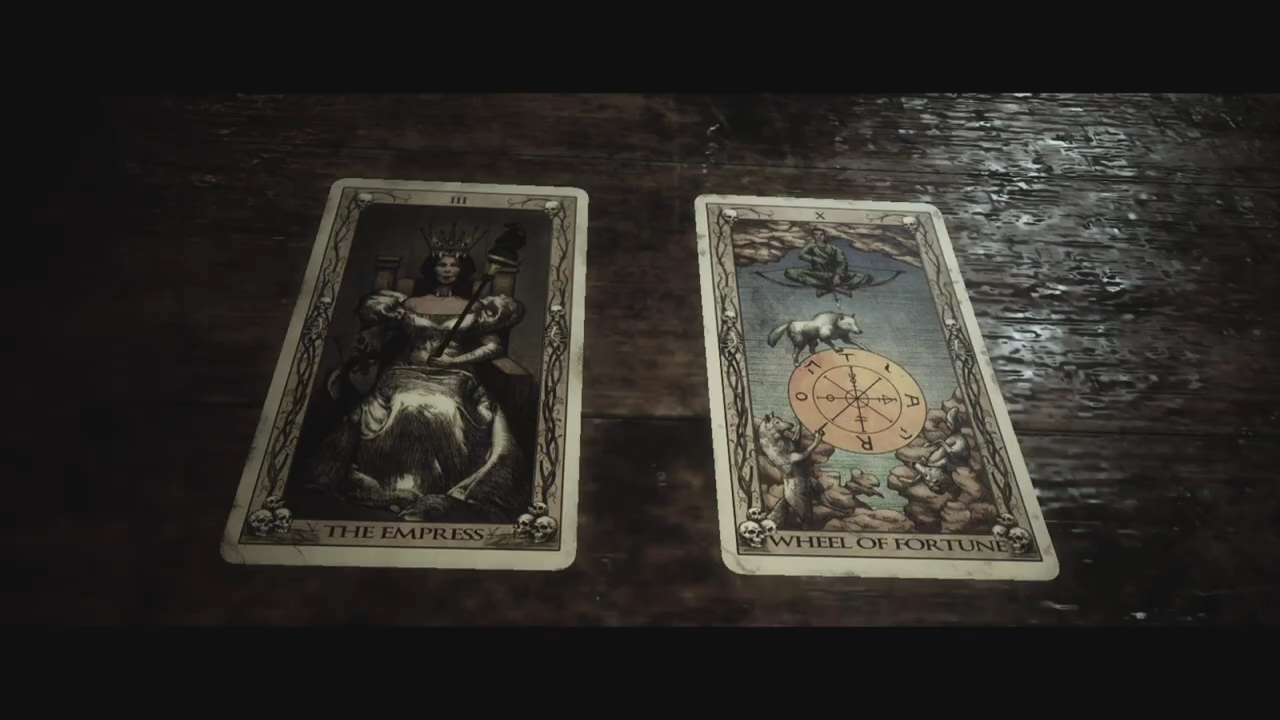 III
THE EMPRESS
X
WHEEL OF FORTUNE
T
A
R
O